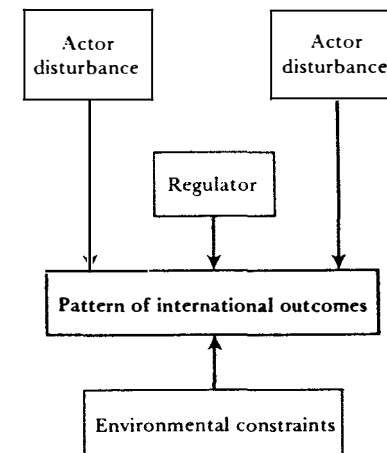 Actor
disturbance
Actor
disturbance
Regulator
Pattern of international outcomes
Environmental constraints